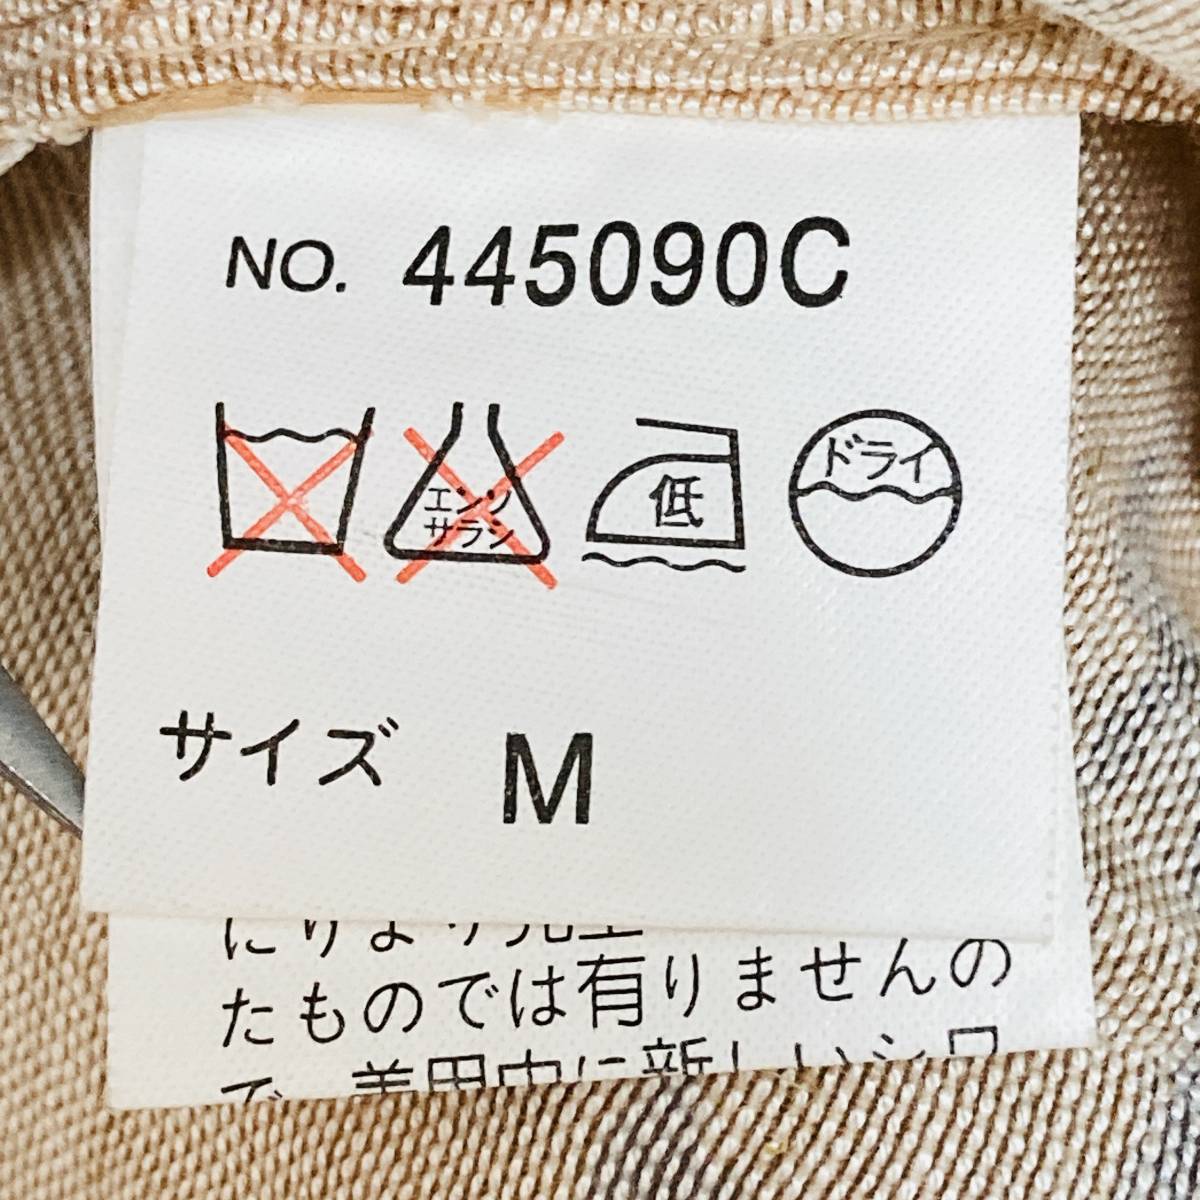 NO. 445090C
エンソ
サラシ
低
ドライ
サイズ M
たものでは有りませんの